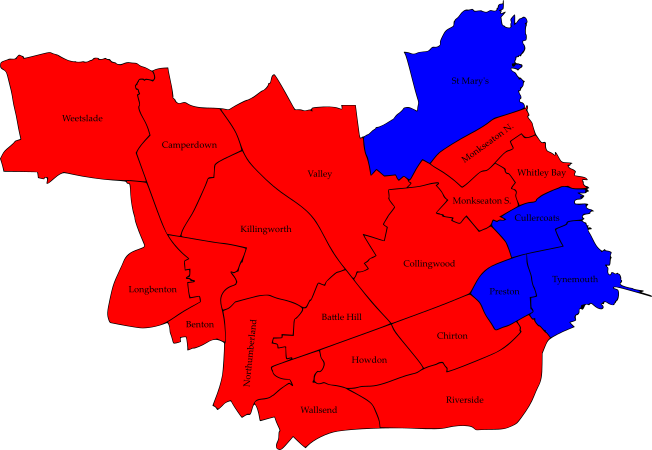 St Mary's
Weetslade
Monkseaton N.
Camperdown
Valley
Whitley Bay
Monkseaton S.
Cullercoats
Killingworth
Collingwood
Tynemouth
Longbenton
Preston
Battle Hill
Benton
Chirton
Northumberland
Howdon
Riverside
Wallsend